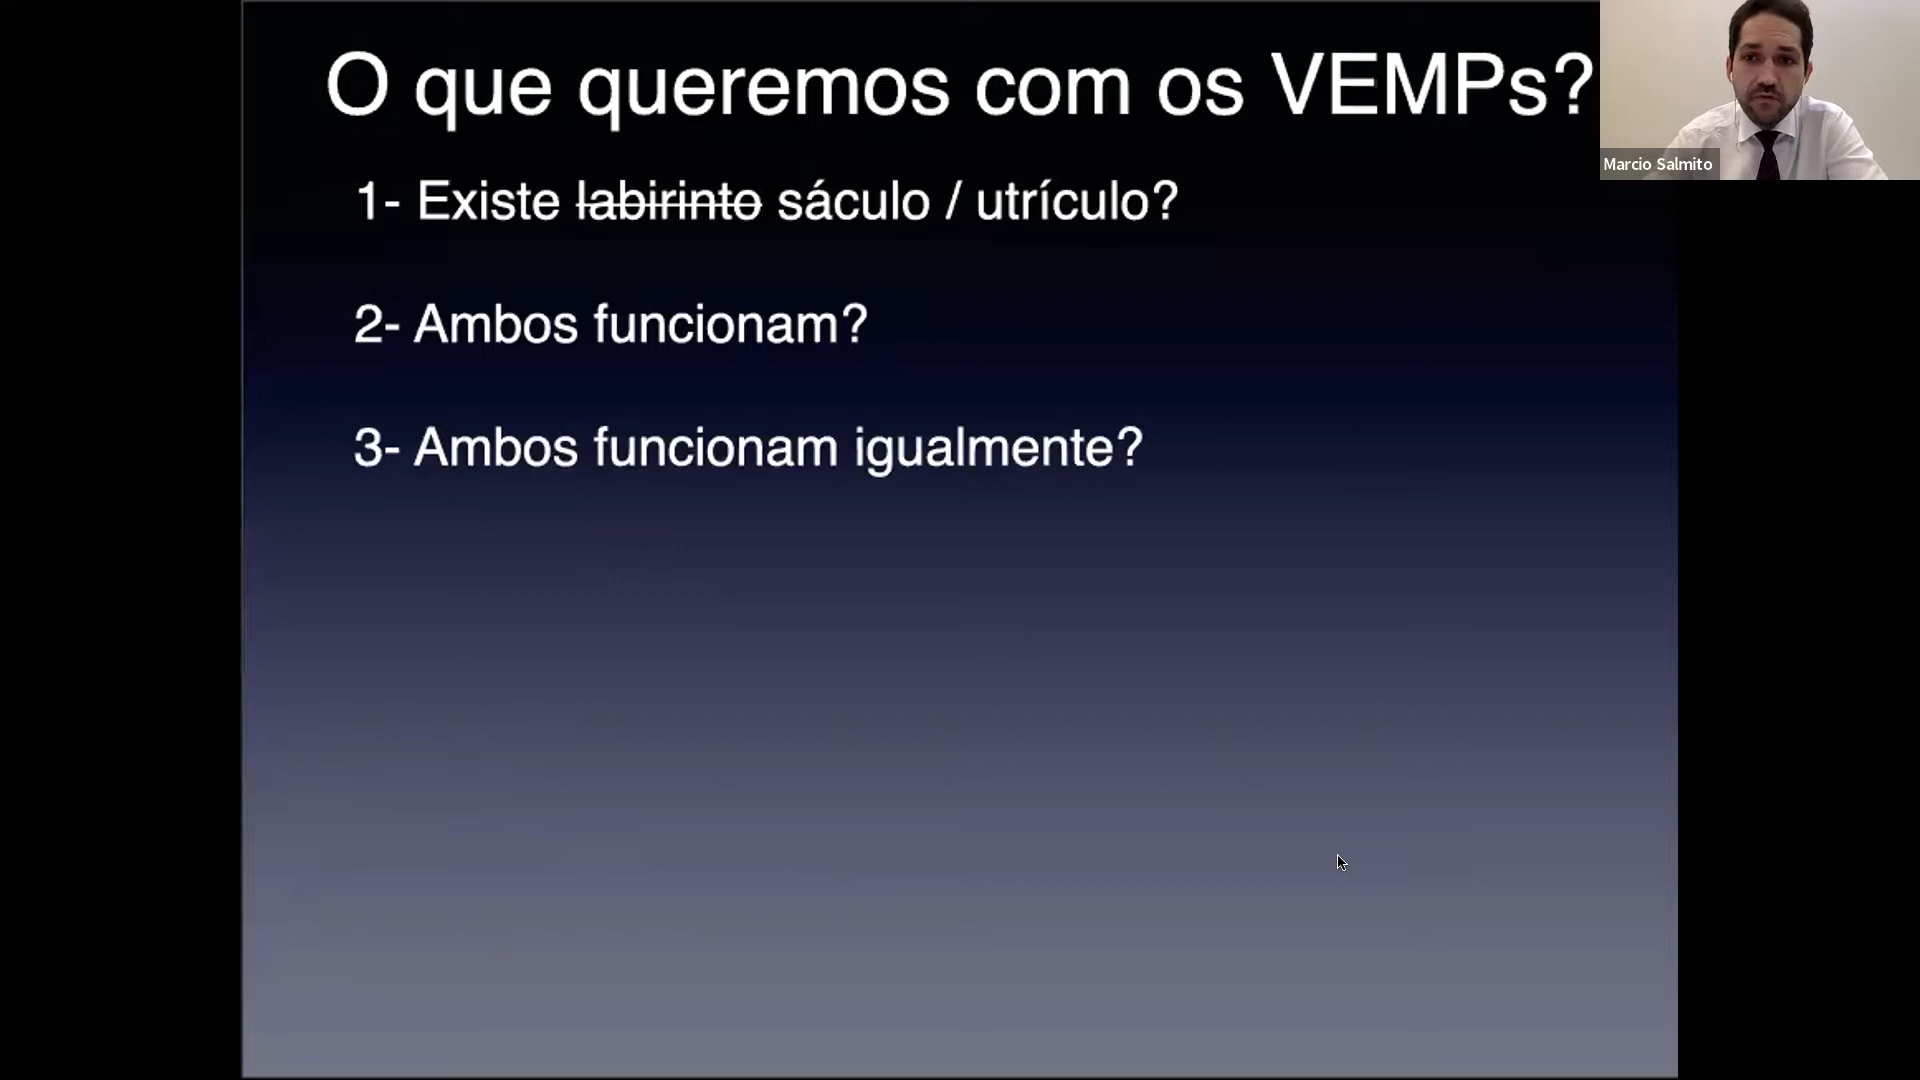 O que queremos com os VEMPs?
Marcio Salmito
1- Existe labirinto sáculo / utrículo?
2- Ambos funcionam?
3- Ambos funcionam igualmente?